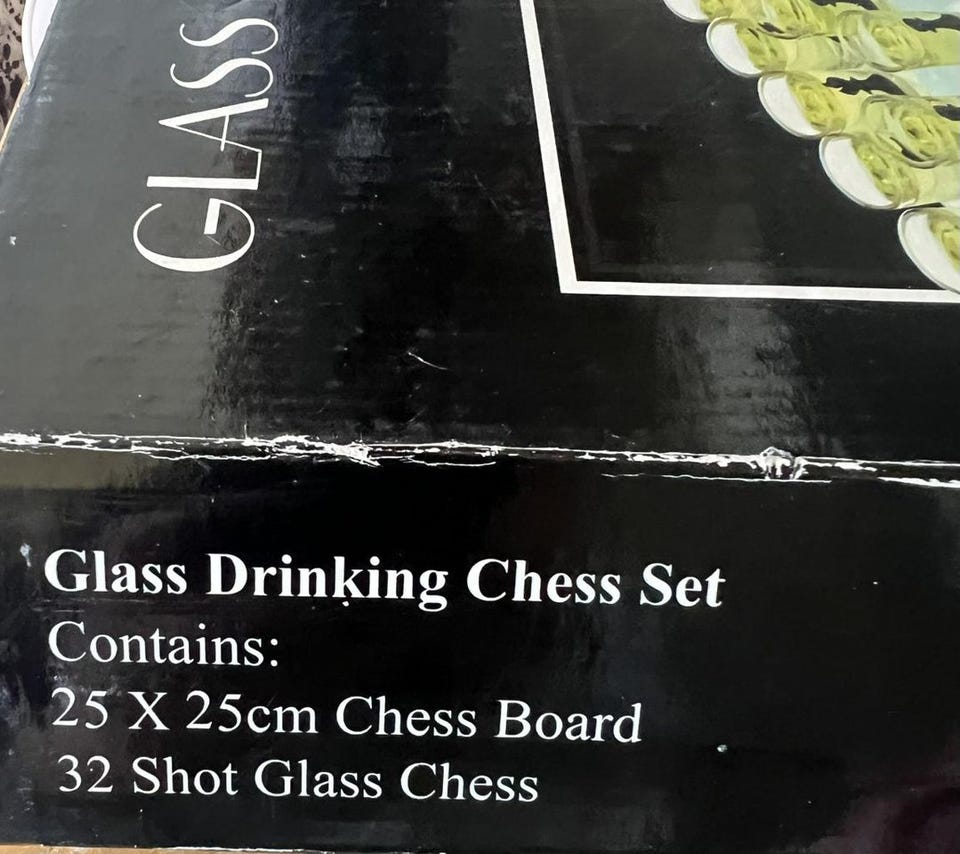 GLASS
Glass Drinking Chess Set
Contains:
25 X 25cm Chess Board
32 Shot Glass Chess